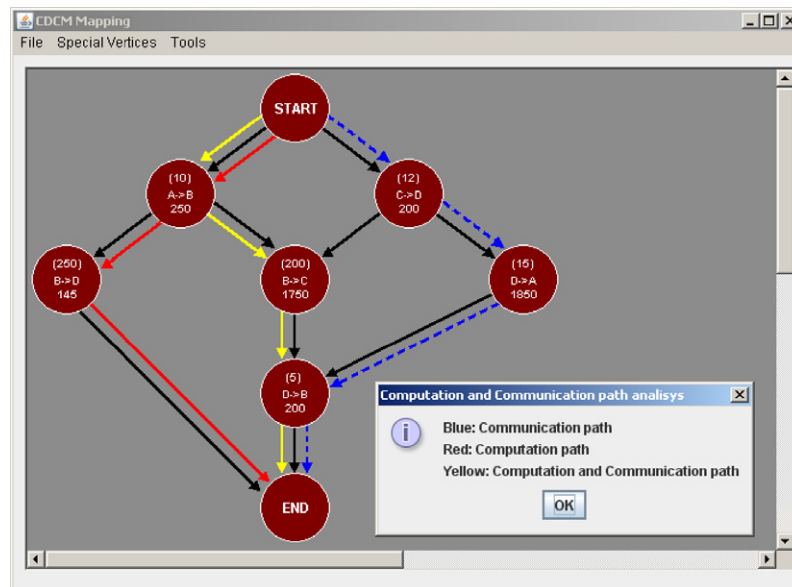 CDCM Mapping
File Special Vertices Tools
START
(10)
A->B
250
(12)
C->D
200
(250)
B->D
145
(200)
B->C
1750
(15)
D->A
1850
(5)
D->B
200
END
Computation and Communication path analisys
Blue: Communication path
Red: Computation path
Yellow: Computation and Communication path
OK